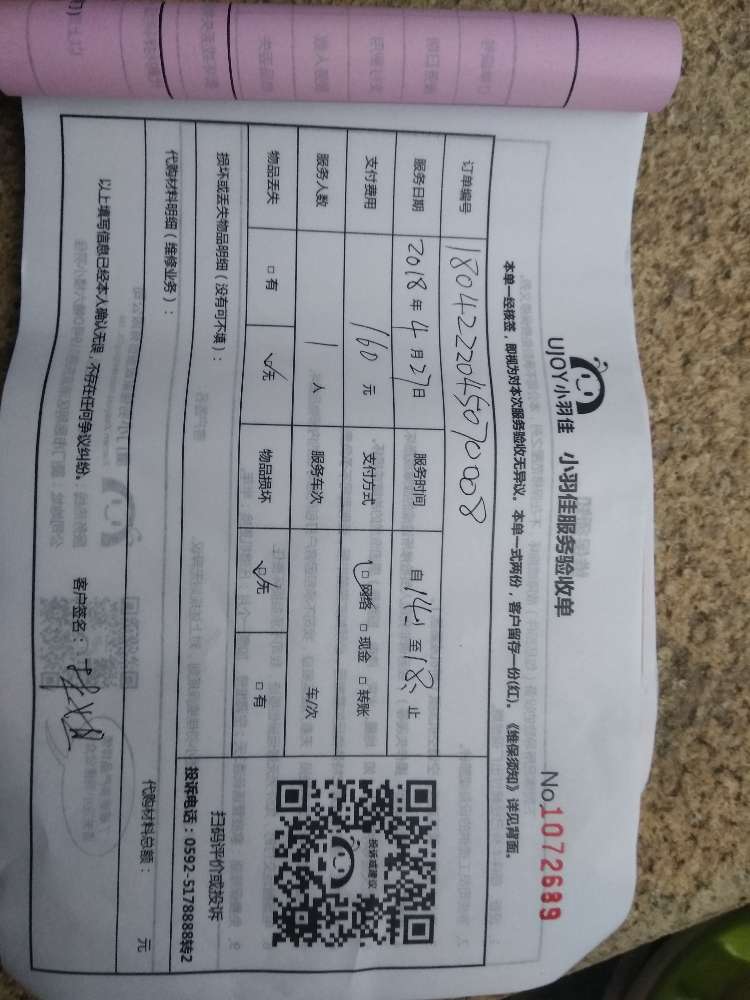 UJOY小羽佳 小羽佳服务验收单
No.1072689
本单一经核签，即视为对本次服务验收无异议。本单一式两份，客户留存一份(红)。《维保须知》详见背面。
订单编号 1804222045070008
服务日期 2018年4月27日 服务时间 自14:至18:止
支付费用 160元 支付方式 ☑网络 □现金 □转账
服务人数 1人 服务车次 车/次
物品丢失 □有 ☑无 物品损坏 ☑无 □有
损坏或丢失物品明细（没有可不填）：
代购材料明细（维修业务）：
代购材料总额： 元
以上填写信息已经本人确认无误，不存在任何争议纠纷。 客户签名：
投诉或建议
扫码评价或投诉
投诉电话：0592-5178888转2